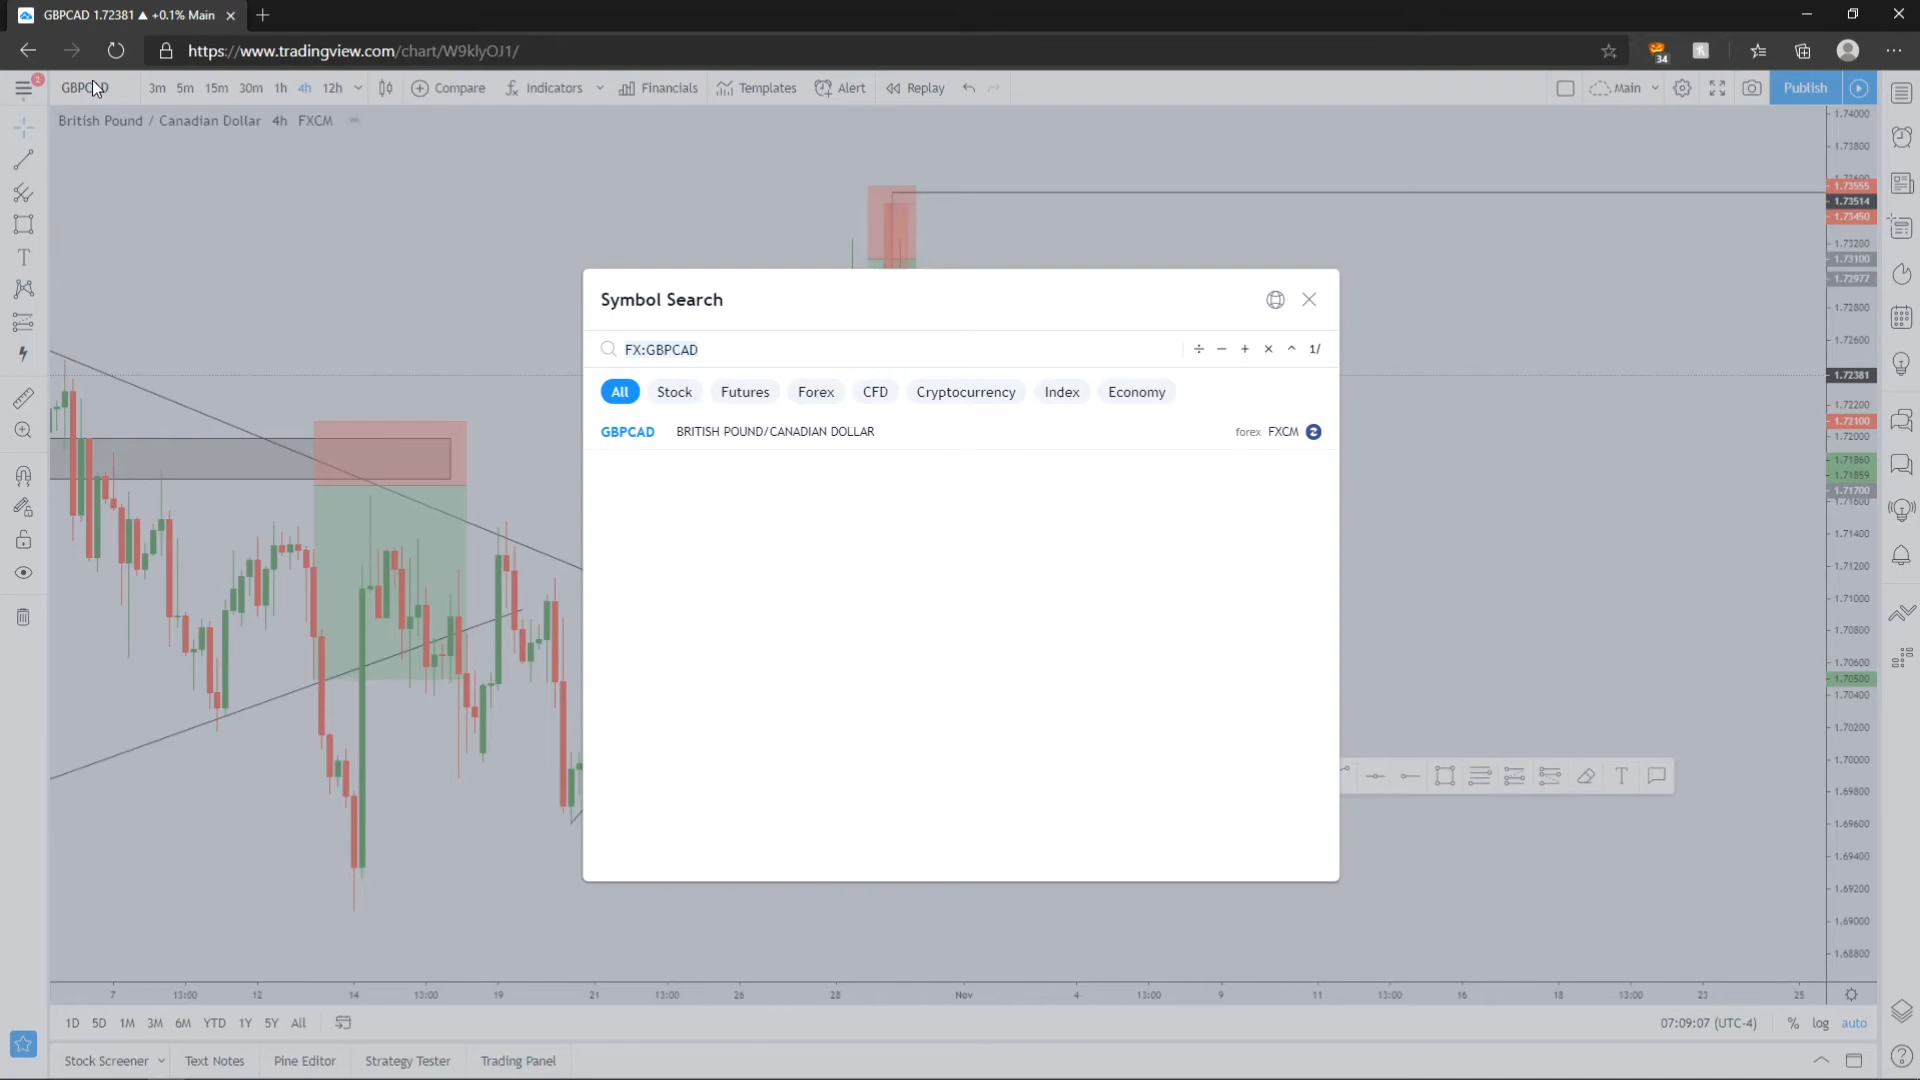 GBPCAD 1.72381 ▲ +0.1% Main
https://www.tradingview.com/chart/W9klyOJ1/
34
2
3m 5m 15m 30m 1h 4h 12h Compare Indicators Financials Templates Alert Replay Main Publish
British Pound / Canadian Dollar 4h FXCM
Symbol Search
FX:GBPCAD
÷ − + × ^ 1/
All Stock Futures Forex CFD Cryptocurrency Index Economy
GBPCAD BRITISH POUND/CANADIAN DOLLAR forex FXCM
1.74000
1.73800
1.73555
1.73514
1.73450
1.73200
1.73100
1.72977
1.72800
1.72600
1.72381
1.72200
1.72100
1.72000
1.71860
1.71859
1.71700
1.71600
1.71400
1.71200
1.71000
1.70800
1.70600
1.70500
1.70400
1.70200
1.70000
1.69800
1.69600
1.69400
1.69200
1.69000
1.68800
7 13:00 12 14 13:00 19 21 13:00 26 28 Nov 4 13:00 9 11 13:00 16 18 13:00 23 25
1D 5D 1M 3M 6M YTD 1Y 5Y All 07:09:07 (UTC-4) % log auto
Stock Screener Text Notes Pine Editor Strategy Tester Trading Panel